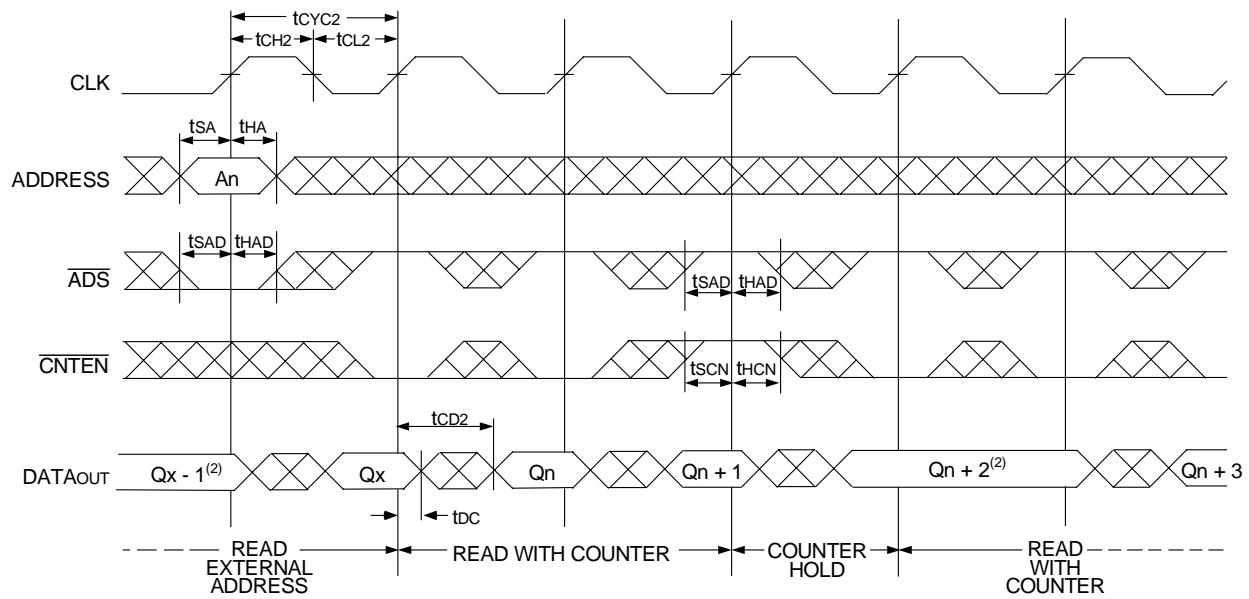 tCYC2
tCH2 tCL2
CLK
tSA tHA
ADDRESS An
tSAD tHAD
ADS
tSAD tHAD
CNTEN
tSCN tHCN
tCD2
DATAOUT Qx - 1(2) Qx Qn Qn + 1 Qn + 2(2) Qn + 3
tDC
READ EXTERNAL ADDRESS
READ WITH COUNTER
COUNTER HOLD
READ WITH COUNTER